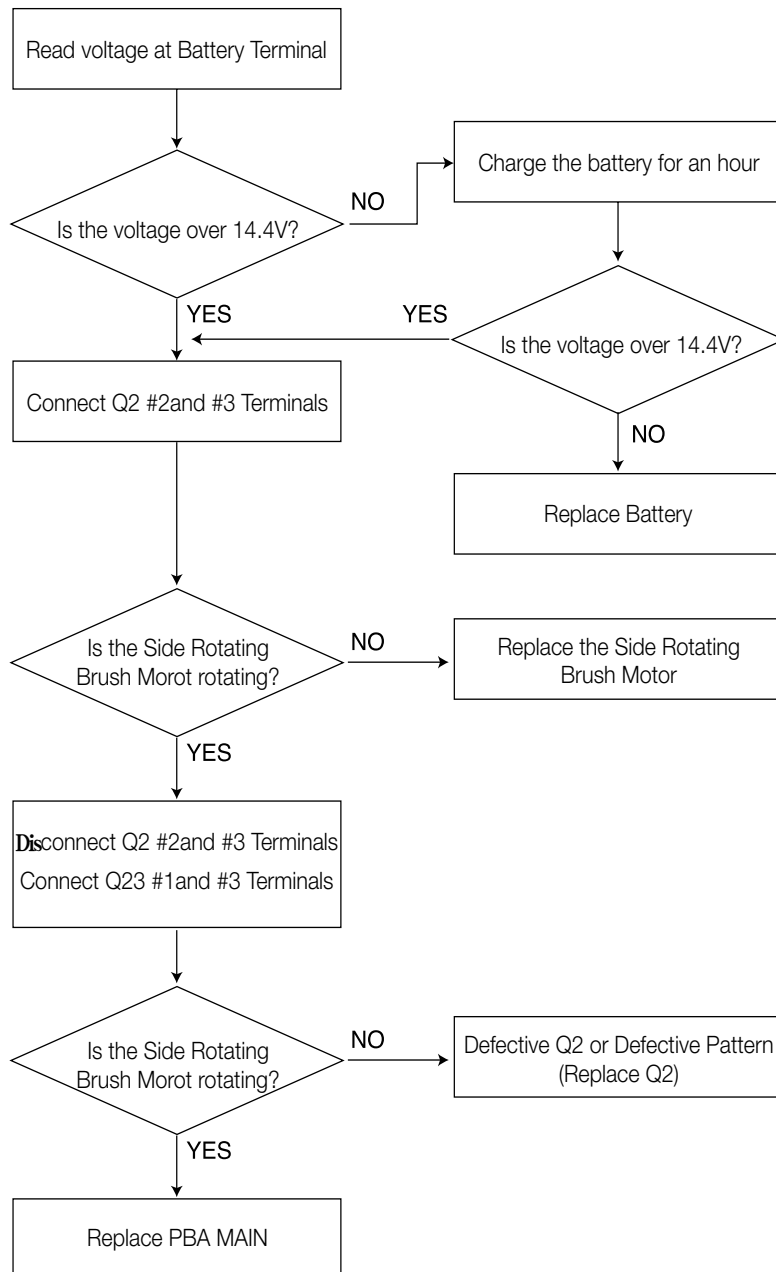 Read voltage at Battery Terminal
Is the voltage over 14.4V?
NO
Charge the battery for an hour
YES
YES
Is the voltage over 14.4V?
Connect Q2 #2and #3 Terminals
NO
Replace Battery
Is the Side Rotating
Brush Morot rotating?
NO
Replace the Side Rotating
Brush Motor
YES
Disconnect Q2 #2and #3 Terminals
Connect Q23 #1and #3 Terminals
Is the Side Rotating
Brush Morot rotating?
NO
Defective Q2 or Defective Pattern
(Replace Q2)
YES
Replace PBA MAIN